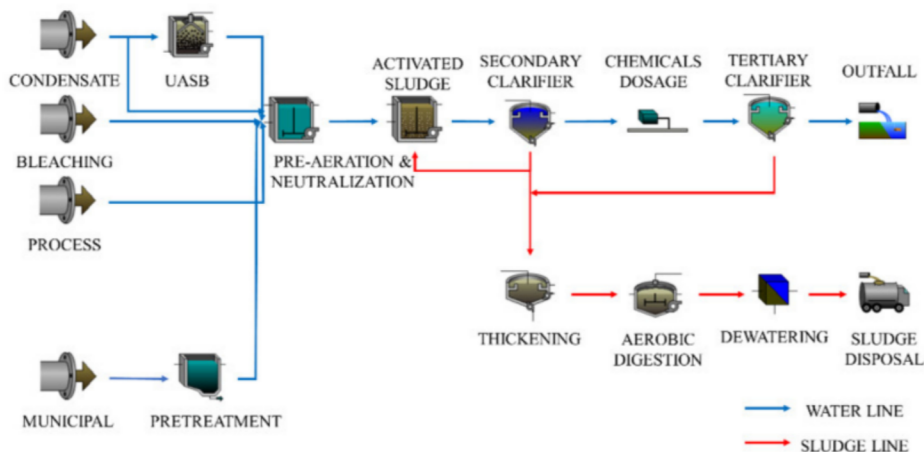 CONDENSATE
UASB
ACTIVATED
SLUDGE
SECONDARY
CLARIFIER
CHEMICALS
DOSAGE
TERTIARY
CLARIFIER
OUTFALL
BLEACHING
PRE-AERATION &
NEUTRALIZATION
PROCESS
THICKENING
AEROBIC
DIGESTION
DEWATERING
SLUDGE
DISPOSAL
MUNICIPAL
PRETREATMENT
WATER LINE
SLUDGE LINE